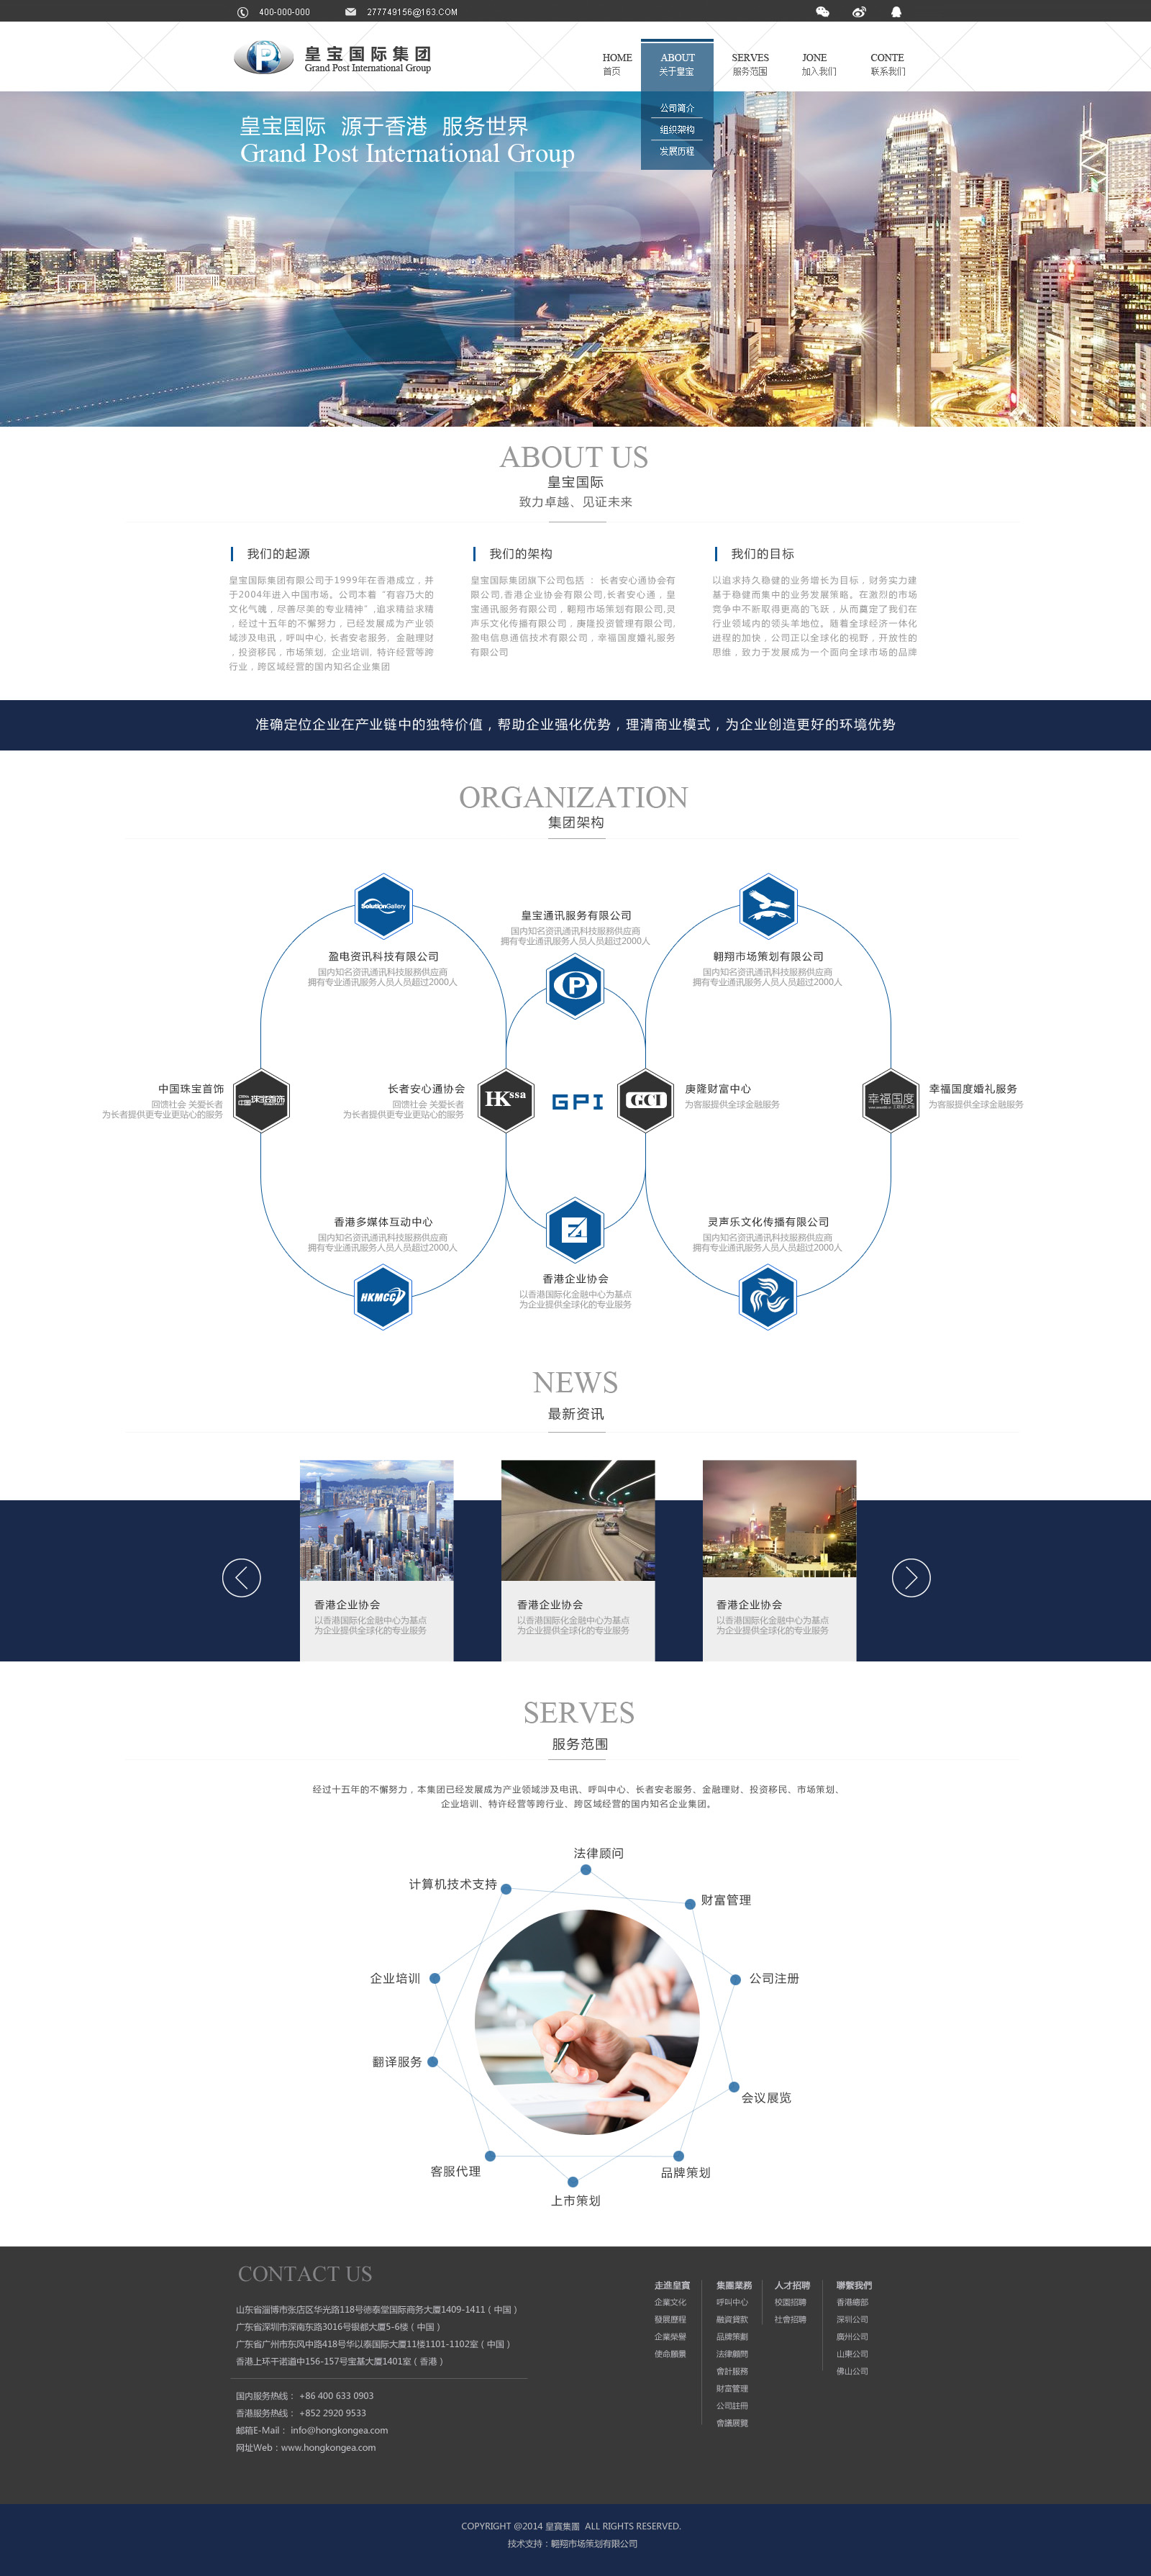 400-000-000 277749156@163.COM
皇宝国际集团
Grand Post International Group
HOME ABOUT SERVES JONE CONTE
首页 关于皇宝 服务范围 加入我们 联系我们
公司简介
组织架构
发展历程
皇宝国际 源于香港 服务世界
Grand Post International Group
ABOUT US
皇宝国际
致力卓越、见证未来
我们的起源
皇宝国际集团有限公司于1999年在香港成立，并
于2004年进入中国市场。公司本着“有容乃大的
文化气魄，尽善尽美的专业精神”,追求精益求精
，经过十五年的不懈努力，已经发展成为产业领
域涉及电讯，呼叫中心, 长者安老服务, 金融理财
，投资移民，市场策划, 企业培训, 特许经营等跨
行业，跨区域经营的国内知名企业集团
我们的架构
皇宝国际集团旗下公司包括 ： 长者安心通协会有
限公司,香港企业协会有限公司,长者安心通，皇
宝通讯服务有限公司，翱翔市场策划有限公司,灵
声乐文化传播有限公司，庚隆投资管理有限公司,
盈电信息通信技术有限公司，幸福国度婚礼服务
有限公司
我们的目标
以追求持久稳健的业务增长为目标，财务实力建
基于稳健而集中的业务发展策略。在激烈的市场
竞争中不断取得更高的飞跃，从而奠定了我们在
行业领域内的领头羊地位。随着全球经济一体化
进程的加快，公司正以全球化的视野，开放性的
思维，致力于发展成为一个面向全球市场的品牌
准确定位企业在产业链中的独特价值，帮助企业强化优势，理清商业模式，为企业创造更好的环境优势
ORGANIZATION
集团架构
SolutionGallery
盈电资讯科技有限公司
国内知名资讯通讯科技服務供应商
拥有专业通讯服务人员人员超过2000人
皇宝通讯服务有限公司
国内知名资讯通讯科技服務供应商
拥有专业通讯服务人员人员超过2000人
P
翱翔市场策划有限公司
国内知名资讯通讯科技服務供应商
拥有专业通讯服务人员人员超过2000人
中国珠宝首饰
回馈社会 关爱长者
为长者提供更专业更贴心的服务
中国珠宝首饰
长者安心通协会
回馈社会 关爱长者
为长者提供更专业更贴心的服务
HKssa
GPI
庚隆财富中心
为客服提供全球金融服务
幸福国度
幸福国度婚礼服务
为客服提供全球金融服务
香港多媒体互动中心
国内知名资讯通讯科技服務供应商
拥有专业通讯服务人员人员超过2000人
HKMCC
香港企业协会
以香港国际化金融中心为基点
为企业提供全球化的专业服务
灵声乐文化传播有限公司
国内知名资讯通讯科技服務供应商
拥有专业通讯服务人员人员超过2000人
NEWS
最新资讯
香港企业协会
以香港国际化金融中心为基点
为企业提供全球化的专业服务
香港企业协会
以香港国际化金融中心为基点
为企业提供全球化的专业服务
香港企业协会
以香港国际化金融中心为基点
为企业提供全球化的专业服务
SERVES
服务范围
经过十五年的不懈努力，本集团已经发展成为产业领域涉及电讯、呼叫中心、长者安老服务、金融理财、投资移民、市场策划、
企业培训、特许经营等跨行业、跨区域经营的国内知名企业集团。
法律顾问
计算机技术支持
财富管理
企业培训
公司注册
翻译服务
会议展览
客服代理
品牌策划
上市策划
CONTACT US
山东省淄博市张店区华光路118号德泰堂国际商务大厦1409-1411（中国）
广东省深圳市深南东路3016号银都大厦5-6楼（中国）
广东省广州市东风中路418号华以泰国际大厦11楼1101-1102室（中国）
香港上环干诺道中156-157号宝基大厦1401室（香港）
国内服务热线： +86 400 633 0903
香港服务热线： +852 2920 9533
邮箱E-Mail： info@hongkongea.com
网址Web：www.hongkongea.com
走進皇寶
企業文化
發展歷程
企業榮譽
使命願景
集團業務
呼叫中心
融資貸款
品牌策劃
法律顧問
會計服務
財富管理
公司註冊
會議展覽
人才招聘
校園招聘
社會招聘
聯繫我們
香港總部
深圳公司
廣州公司
山東公司
佛山公司
COPYRIGHT @2014 皇寶集團 ALL RIGHTS RESERVED.
技术支持：翱翔市场策划有限公司